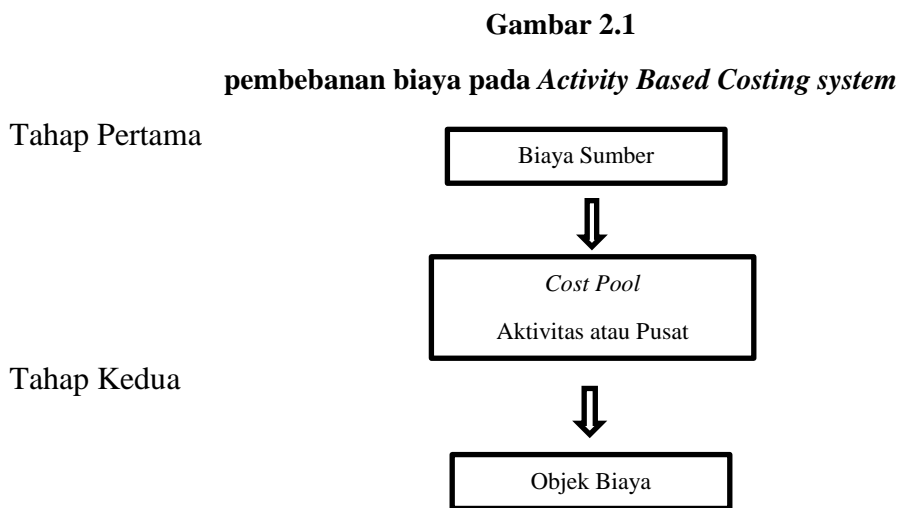 Gambar 2.1
pembebanan biaya pada Activity Based Costing system
Tahap Pertama
Biaya Sumber
Cost Pool
Aktivitas atau Pusat
Tahap Kedua
Objek Biaya